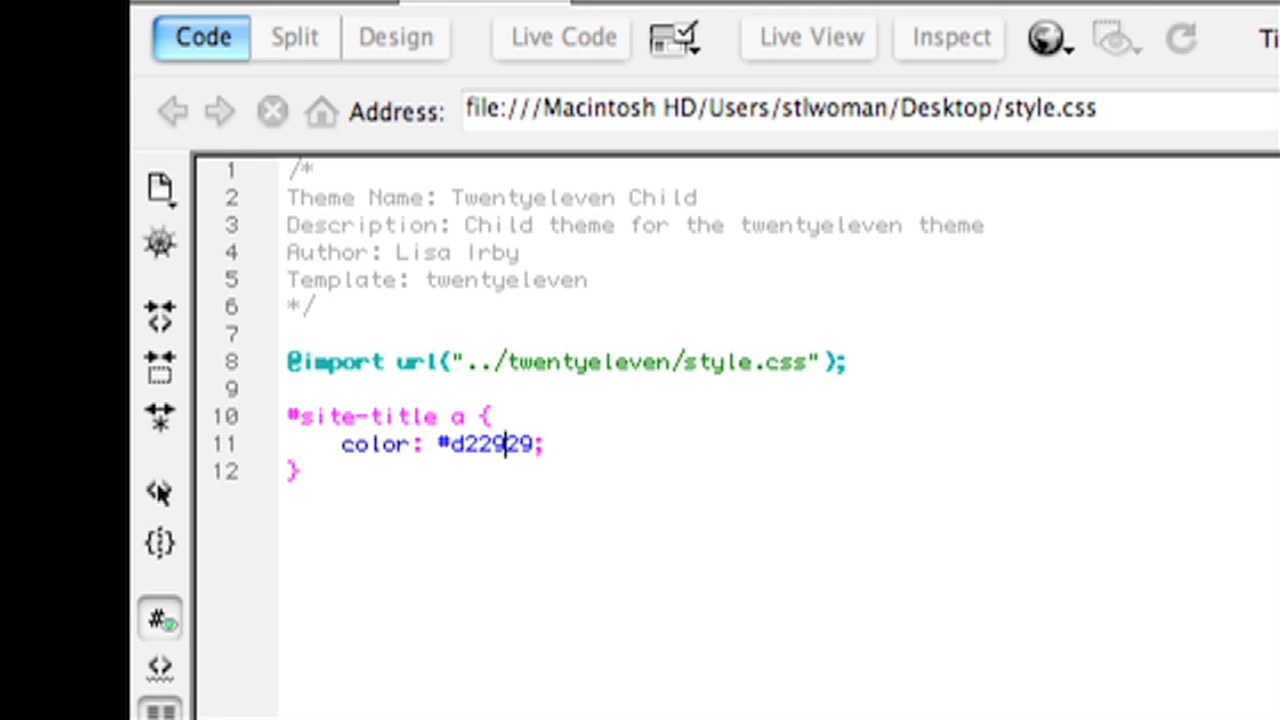 Code Split Design Live Code Live View Inspect Ti
Address: file:///Macintosh HD/Users/stlwoman/Desktop/style.css
1 /*
2 Theme Name: Twentyeleven Child
3 Description: Child theme for the twentyeleven theme
4 Author: Lisa Irby
5 Template: twentyeleven
6 */
7
8 @import url("../twentyeleven/style.css");
9
10 #site-title a {
11 color: #d22929;
12 }